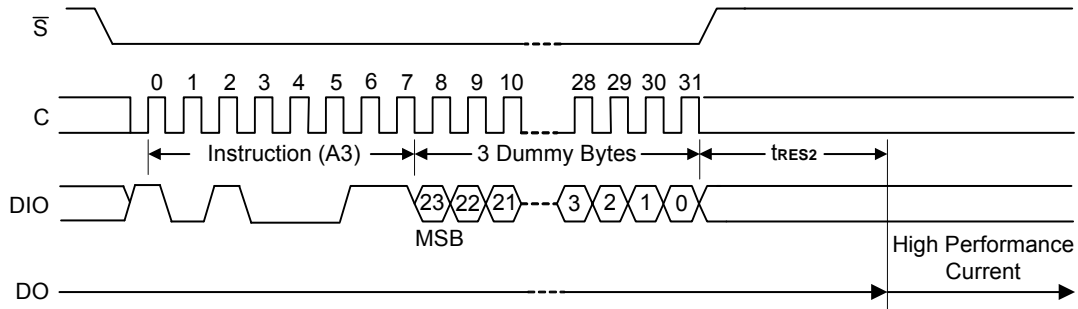 S
0 1 2 3 4 5 6 7 8 9 10 28 29 30 31
C
Instruction (A3) 3 Dummy Bytes tRES2
DIO 23 22 21 3 2 1 0
MSB
High Performance
Current
DO